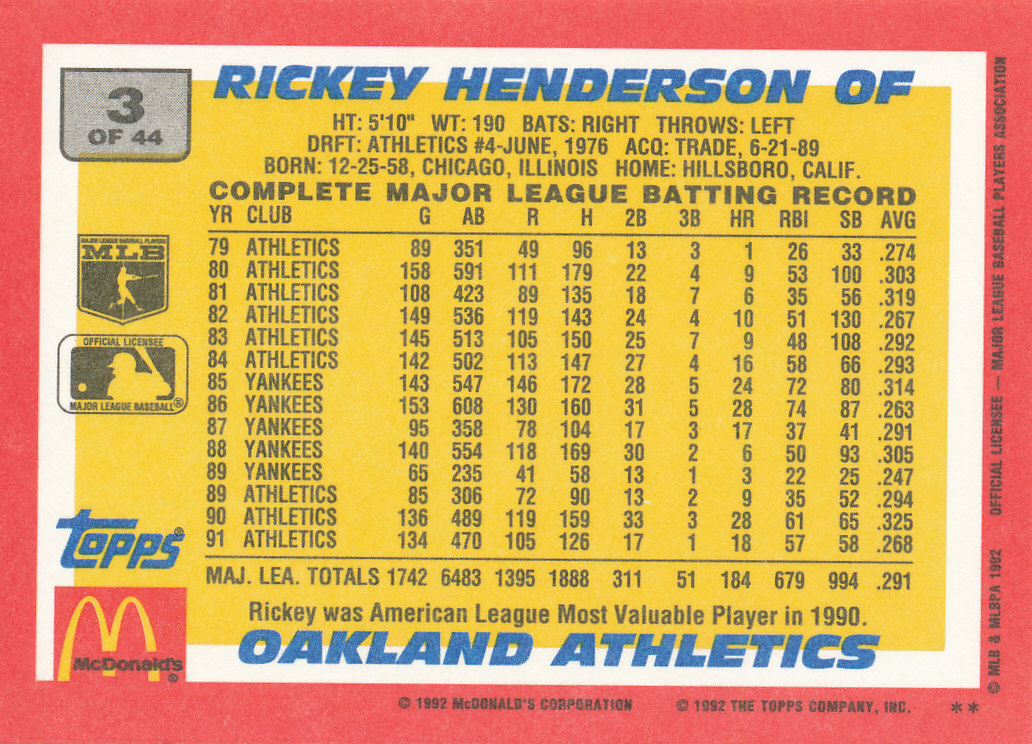 3
OF 44
RICKEY HENDERSON OF
HT: 5'10" WT: 190 BATS: RIGHT THROWS: LEFT
DRFT: ATHLETICS #4-JUNE, 1976 ACQ: TRADE, 6-21-89
BORN: 12-25-58, CHICAGO, ILLINOIS HOME: HILLSBORO, CALIF.
COMPLETE MAJOR LEAGUE BATTING RECORD
YR CLUB G AB R H 2B 3B HR RBI SB AVG
79 ATHLETICS 89 351 49 96 13 3 1 26 33 .274
80 ATHLETICS 158 591 111 179 22 4 9 53 100 .303
81 ATHLETICS 108 423 89 135 18 7 6 35 56 .319
82 ATHLETICS 149 536 119 143 24 4 10 51 130 .267
83 ATHLETICS 145 513 105 150 25 7 9 48 108 .292
84 ATHLETICS 142 502 113 147 27 4 16 58 66 .293
85 YANKEES 143 547 146 172 28 5 24 72 80 .314
86 YANKEES 153 608 130 160 31 5 28 74 87 .263
87 YANKEES 95 358 78 104 17 3 17 37 41 .291
88 YANKEES 140 554 118 169 30 2 6 50 93 .305
89 YANKEES 65 235 41 58 13 1 3 22 25 .247
89 ATHLETICS 85 306 72 90 13 2 9 35 52 .294
90 ATHLETICS 136 489 119 159 33 3 28 61 65 .325
91 ATHLETICS 134 470 105 126 17 1 18 57 58 .268
MAJ. LEA. TOTALS 1742 6483 1395 1888 311 51 184 679 994 .291
Rickey was American League Most Valuable Player in 1990.
OAKLAND ATHLETICS
MAJOR LEAGUE BASEBALL PLAYERS
MLB
OFFICIAL LICENSEE
MAJOR LEAGUE BASEBALL®
Topps®
McDonald's®
© 1992 McDONALD'S CORPORATION © 1992 THE TOPPS COMPANY, INC. **
© MLB & MLBPA 1992 OFFICIAL LICENSEE — MAJOR LEAGUE BASEBALL PLAYERS ASSOCIATION